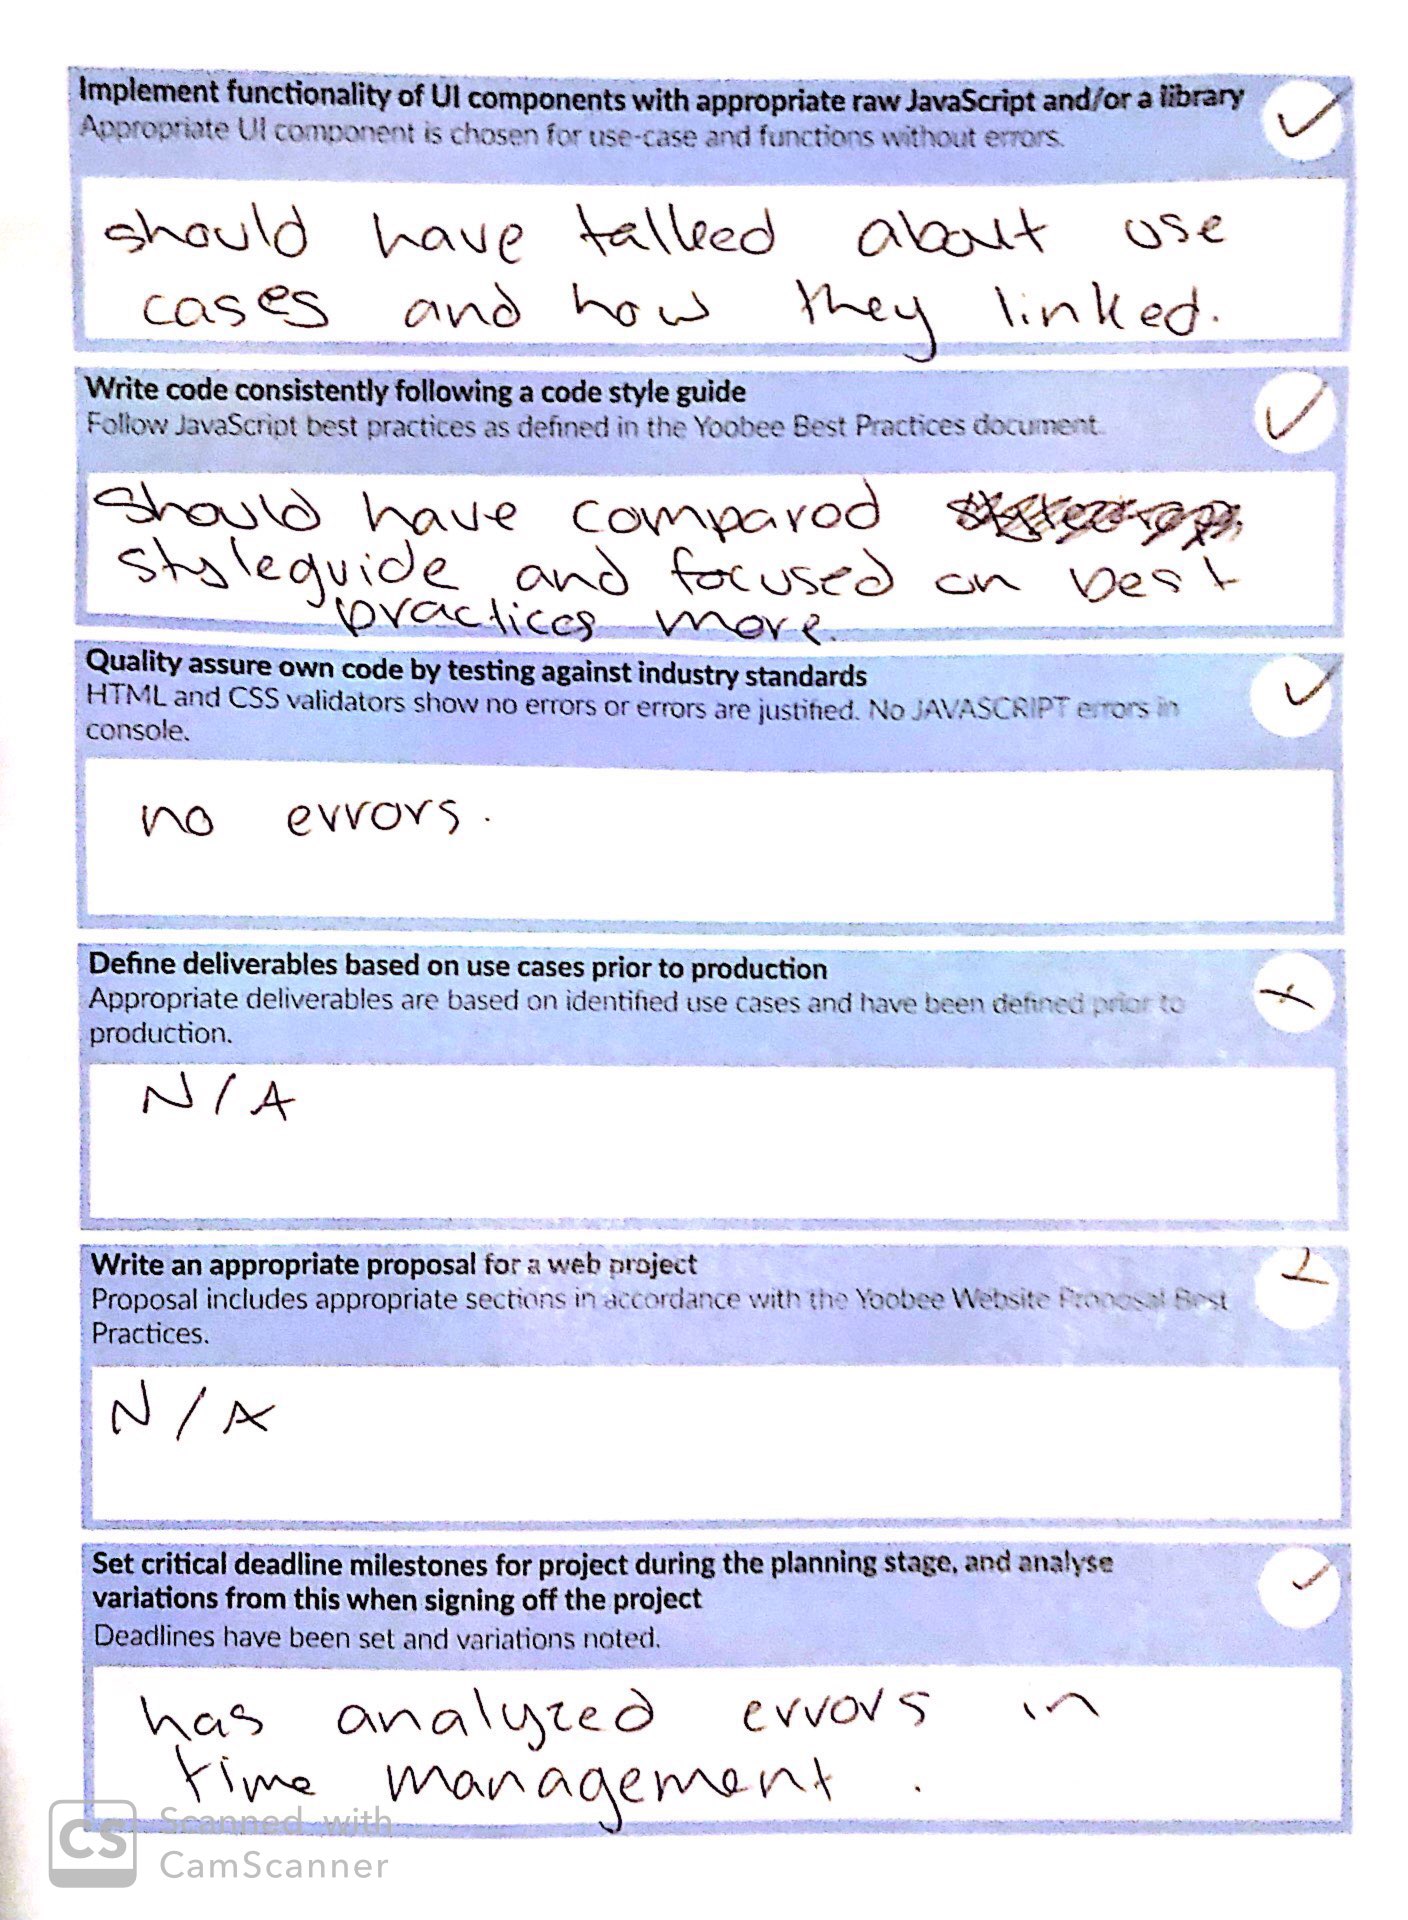 Implement functionality of UI components with appropriate raw JavaScript and/or a library
Appropriate UI component is chosen for use-case and functions without errors.
should have talked about use
cases and how they linked.
Write code consistently following a code style guide
Follow JavaScript best practices as defined in the Yoobee Best Practices document.
should have compared
styleguide and focused on best
practices more.
Quality assure own code by testing against industry standards
HTML and CSS validators show no errors or errors are justified. No JAVASCRIPT errors in
console.
no errors.
Define deliverables based on use cases prior to production
Appropriate deliverables are based on identified use cases and have been defined prior to
production.
N/A
Write an appropriate proposal for a web project
Proposal includes appropriate sections in accordance with the Yoobee Website Proposal Best
Practices.
N/A
Set critical deadline milestones for project during the planning stage, and analyse
variations from this when signing off the project
Deadlines have been set and variations noted.
has analyzed errors in
time management.
CS Scanned with
CamScanner